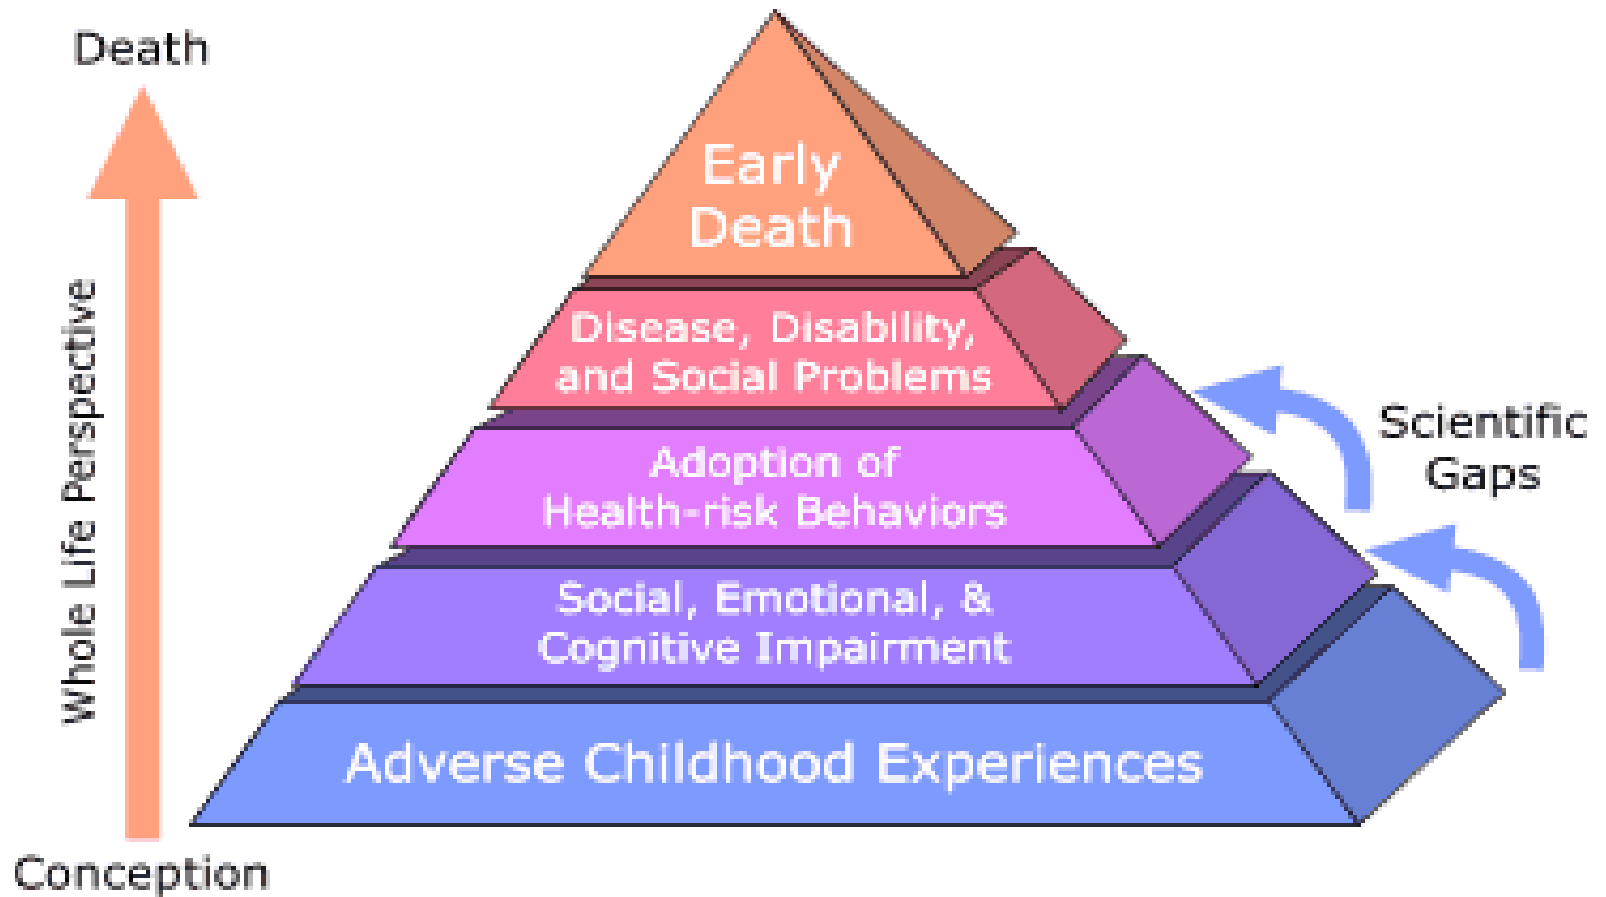 Death
Whole Life Perspective
Conception
Early
Death
Disease, Disability,
and Social Problems
Adoption of
Health-risk Behaviors
Social, Emotional, &
Cognitive Impairment
Adverse Childhood Experiences
Scientific
Gaps